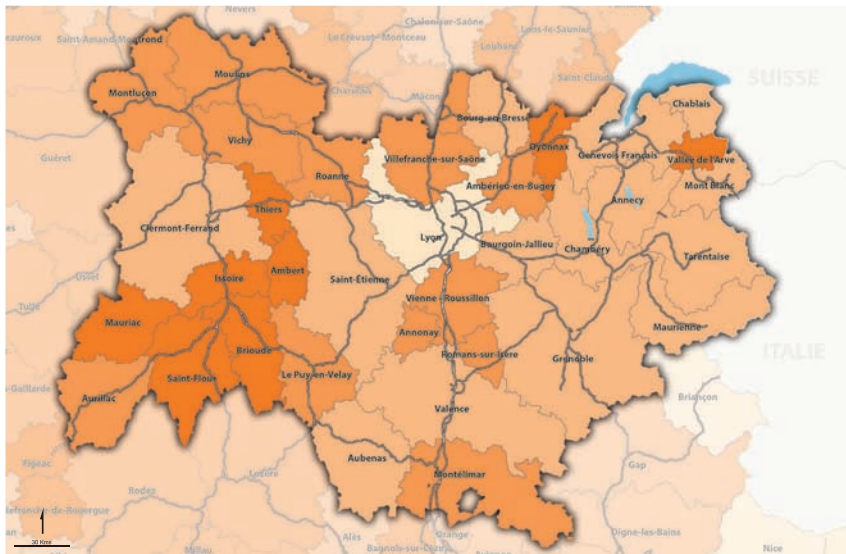 Nevers
Chalon-sur-Saône
Lons-le-Saunier
Saint-Amand-Montrond
Le Creusot - Montceau
Louhans
Moulins
Saint-Claude
SUISSE
Montluçon
Charolais
Mâcon
Chablais
Bourg-en-Bresse
Vichy
Oyonnax
Genevois Français
Guéret
Villefranche-sur-Saône
Vallée de l'Arve
Roanne
Ambérieu-en-Bugey
Mont Blanc
Thiers
Annecy
Clermont-Ferrand
Lyon
Bourgoin-Jallieu
Chambéry
Tarentaise
Ussel
Issoire
Ambert
Saint-Étienne
Tulle
Vienne - Roussillon
Mauriac
Annonay
Maurienne
Brioude
Romans-sur-Isère
Grenoble
ITALIE
Saint-Flour
Le Puy-en-Velay
-la-Gaillarde
Aurillac
Briançon
Valence
Aubenas
Figeac
Lozère
Montélimar
Gap
Rodez
lefranche-de-Rouergue
30 Kms
Alès
Orange
Digne-les-Bains
Millau
Bagnols-sur-Cèze
Nice